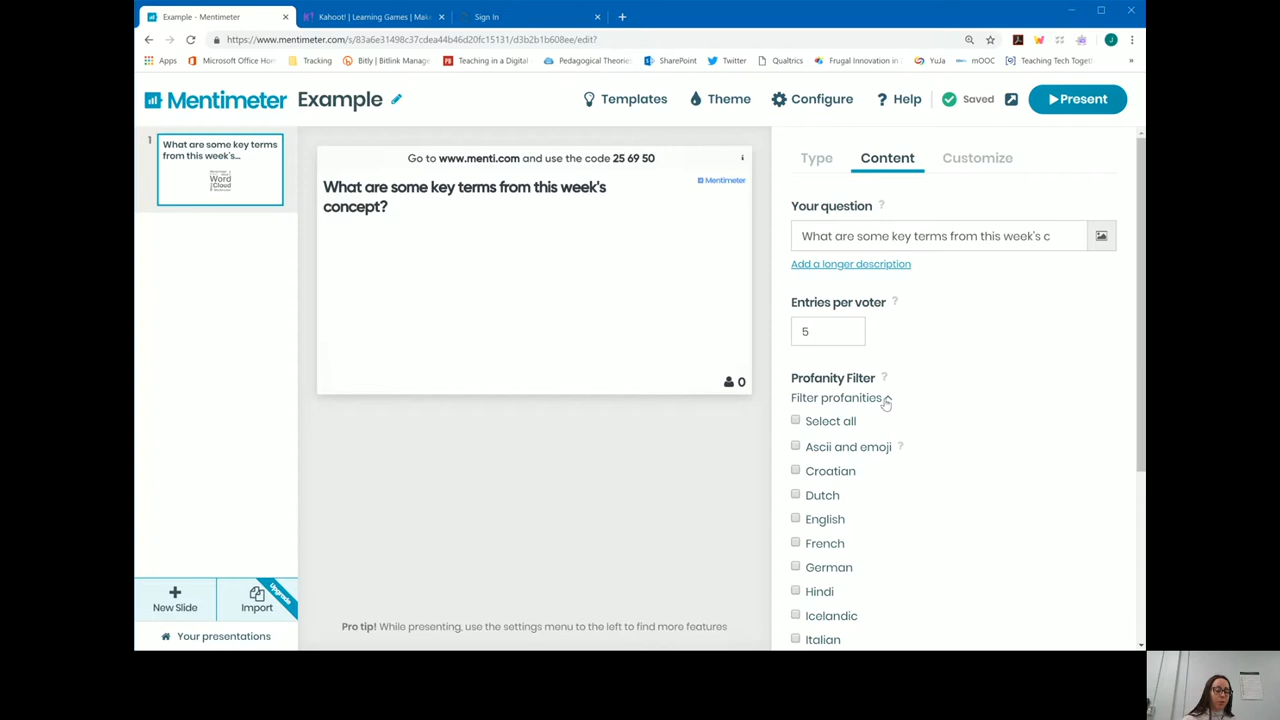 Example - Mentimeter
Kahoot! | Learning Games | Mak
Sign In
https://www.mentimeter.com/s/83a6e31498c37cdea44b46d20fc15131/d3b2b1b608ee/edit?
Apps
Microsoft Office Hom
Tracking
Bitly | Bitlink Manage
Teaching in a Digital
Pedagogical Theories
SharePoint
Twitter
Qualtrics
Frugal Innovation in
YuJa
mOOC
Teaching Tech Toget
»
Mentimeter
Example
Templates
Theme
Configure
? Help
Saved
Present
1
What are some key terms
from this week's...
Word
Cloud
Go to www.menti.com and use the code 25 69 50
Mentimeter
What are some key terms from this week's
concept?
0
Pro tip! While presenting, use the settings menu to the left to find more features
New Slide
Import
Upgrade
Your presentations
Type
Content
Customize
Your question ?
What are some key terms from this week's c
Add a longer description
Entries per voter ?
5
Profanity Filter ?
Filter profanities
Select all
Ascii and emoji ?
Croatian
Dutch
English
French
German
Hindi
Icelandic
Italian